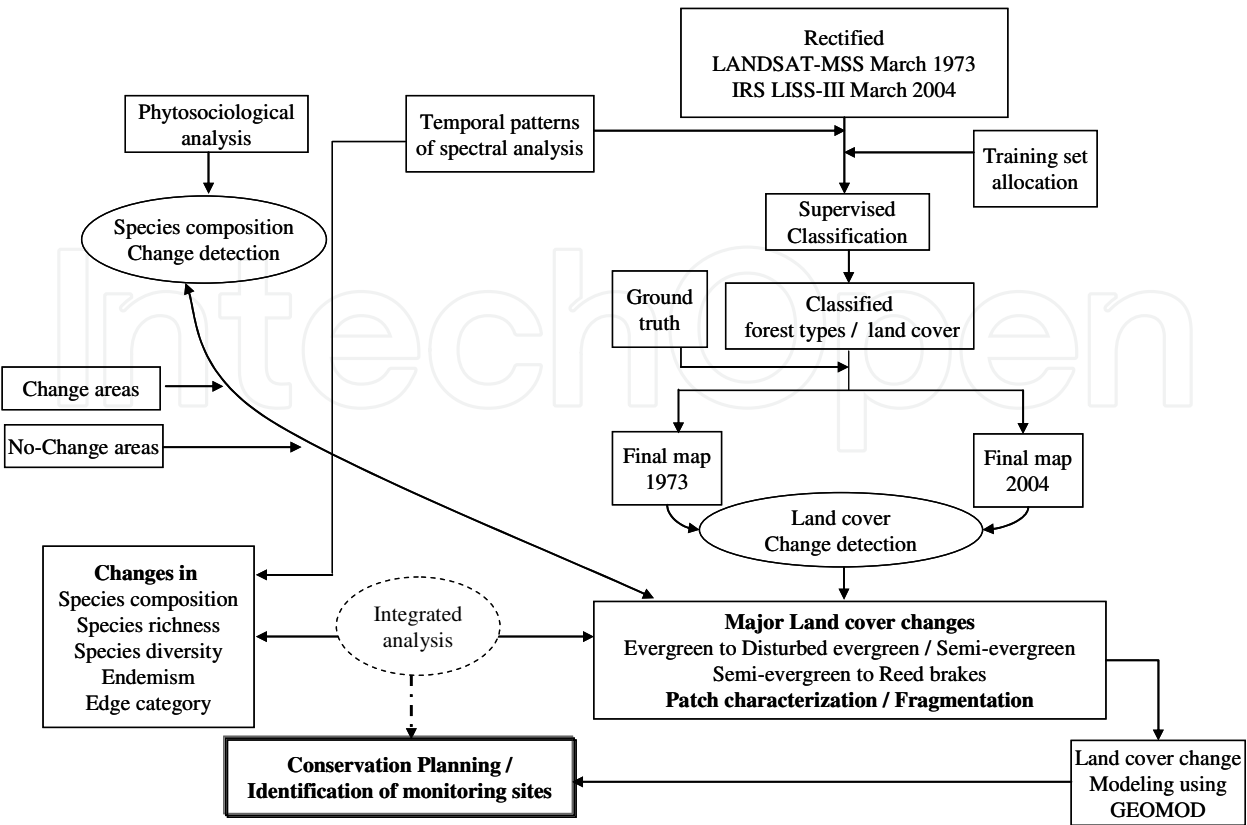 Rectified
LANDSAT-MSS March 1973
IRS LISS-III March 2004
Phytosociological
analysis
Temporal patterns
of spectral analysis
Training set
allocation
Species composition
Change detection
Supervised
Classification
Ground
truth
Classified
forest types / land cover
Change areas
No-Change areas
Final map
1973
Final map
2004
Land cover
Change detection
Changes in
Species composition
Species richness
Species diversity
Endemism
Edge category
Integrated
analysis
Major Land cover changes
Evergreen to Disturbed evergreen / Semi-evergreen
Semi-evergreen to Reed brakes
Patch characterization / Fragmentation
Conservation Planning /
Identification of monitoring sites
Land cover change
Modeling using
GEOMOD
IntechOpen